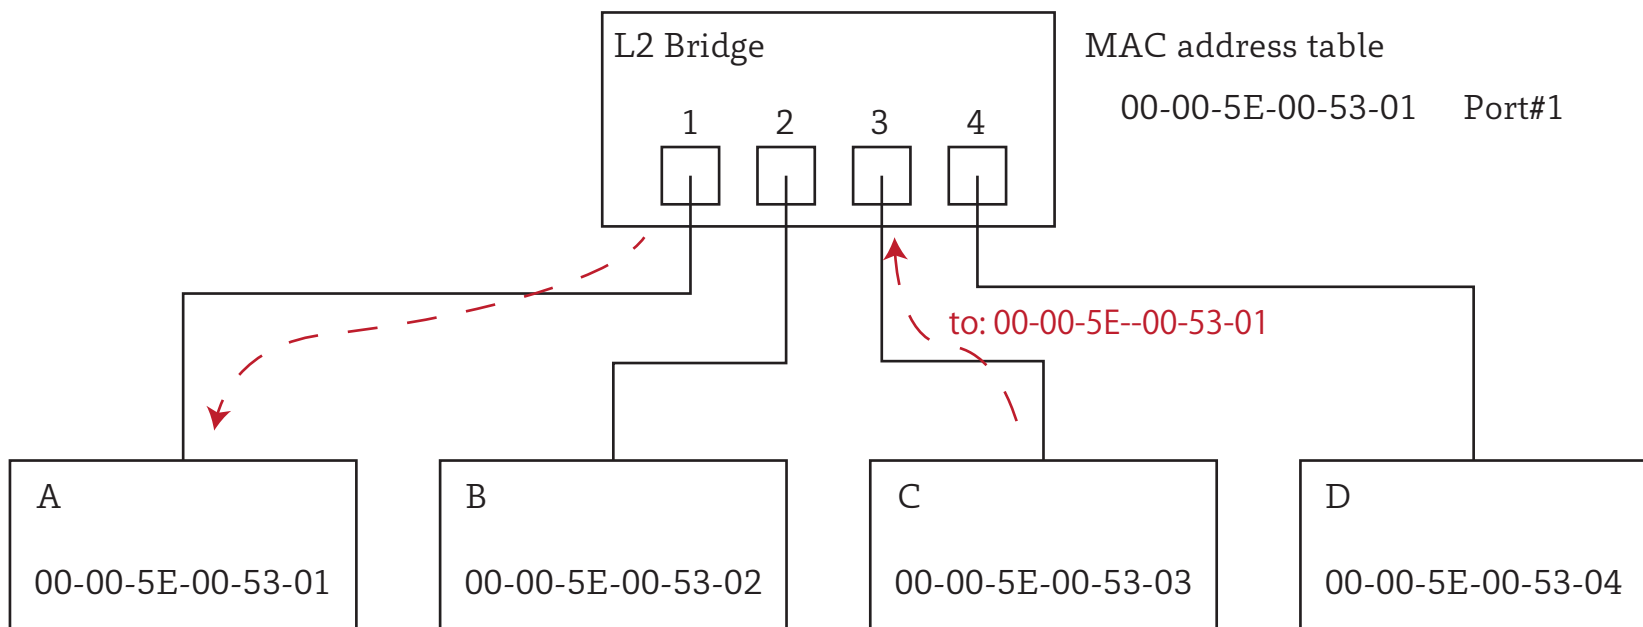 L2 Bridge
MAC address table
00-00-5E-00-53-01 Port#1
1 2 3 4
to: 00-00-5E--00-53-01
A
00-00-5E-00-53-01
B
00-00-5E-00-53-02
C
00-00-5E-00-53-03
D
00-00-5E-00-53-04